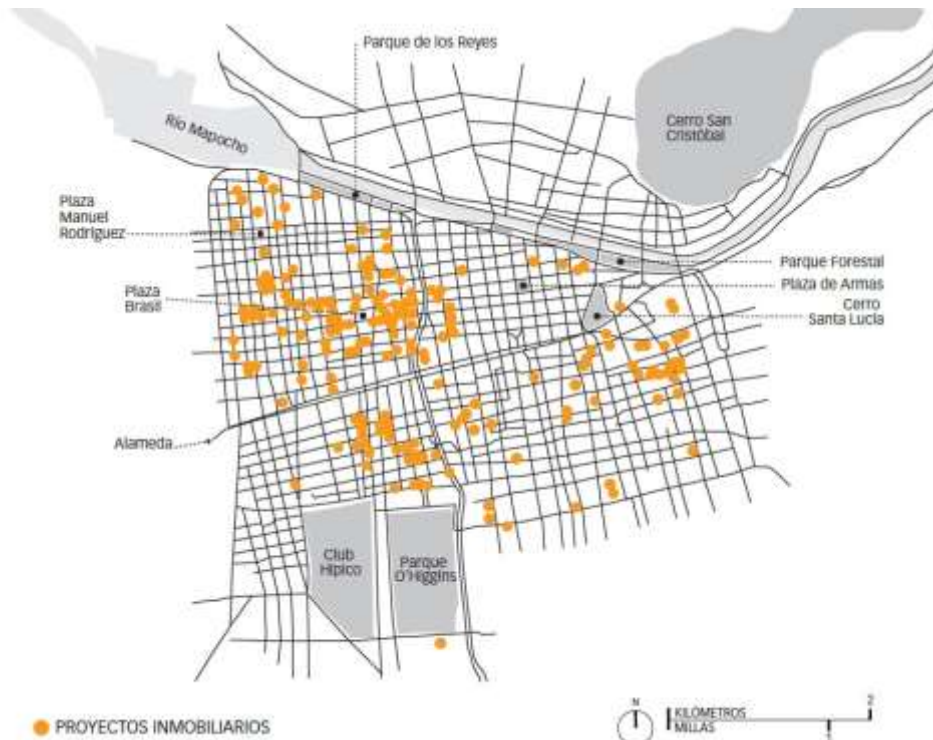 Parque de los Reyes
Río Mapocho
Cerro San
Cristóbal
Plaza
Manuel
Rodríguez
Parque Forestal
Plaza de Armas
Plaza
Brasil
Cerro
Santa Lucía
Alameda
Club
Hípico
Parque
O'Higgins
PROYECTOS INMOBILIARIOS
N
KILÓMETROS
2
MILLAS
1